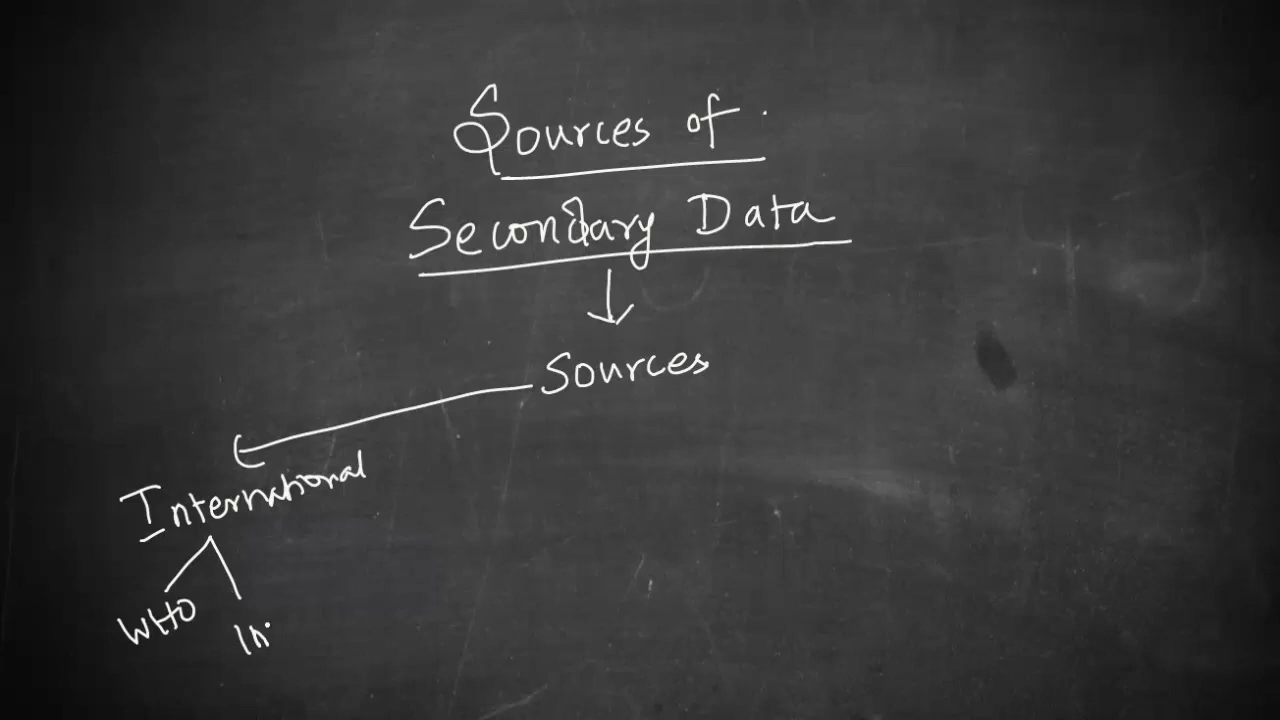 Sources of
Secondary Data
Sources
International
WHO